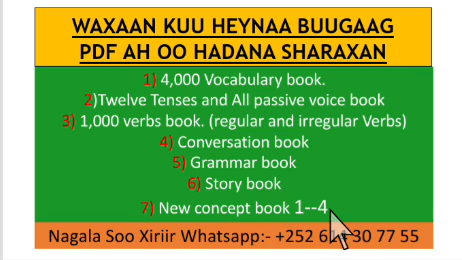 WAXAAN KUU HEYNAA BUUGAAG
PDF AH OO HADANA SHARAXAN
1) 4,000 Vocabulary book.
2)Twelve Tenses and All passive voice book
3) 1,000 verbs book. (regular and irregular Verbs)
4) Conversation book
5) Grammar book
6) Story book
7) New concept book 1--4
Nagala Soo Xiriir Whatsapp:- +252 30 77 55